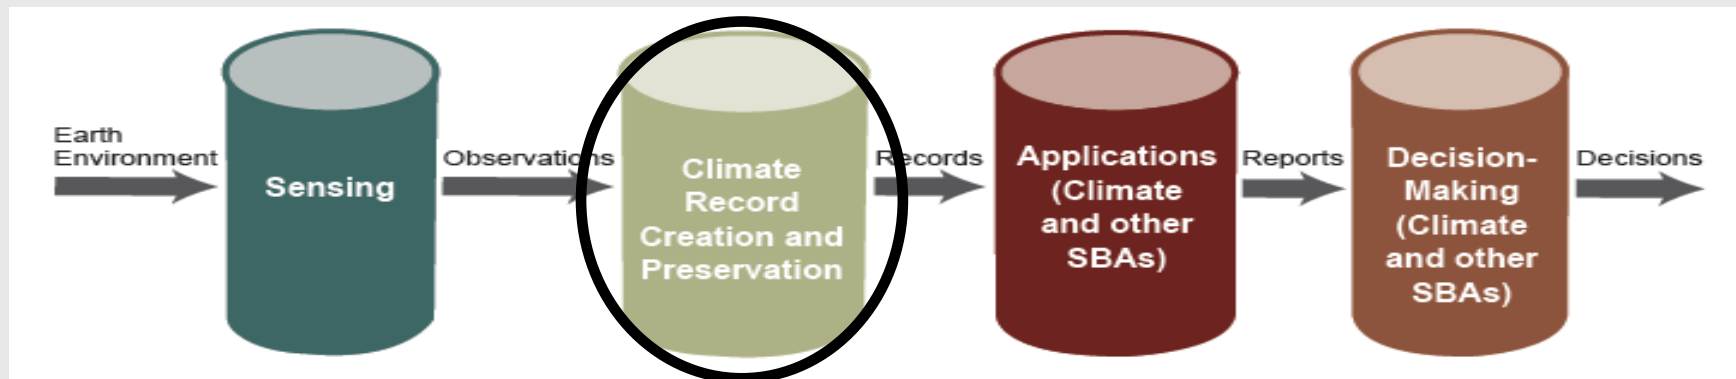 Earth
Environment
Sensing
Observations
Climate
Record
Creation and
Preservation
Records
Applications
(Climate
and other
SBAs)
Reports
Decision-
Making
(Climate
and other
SBAs)
Decisions